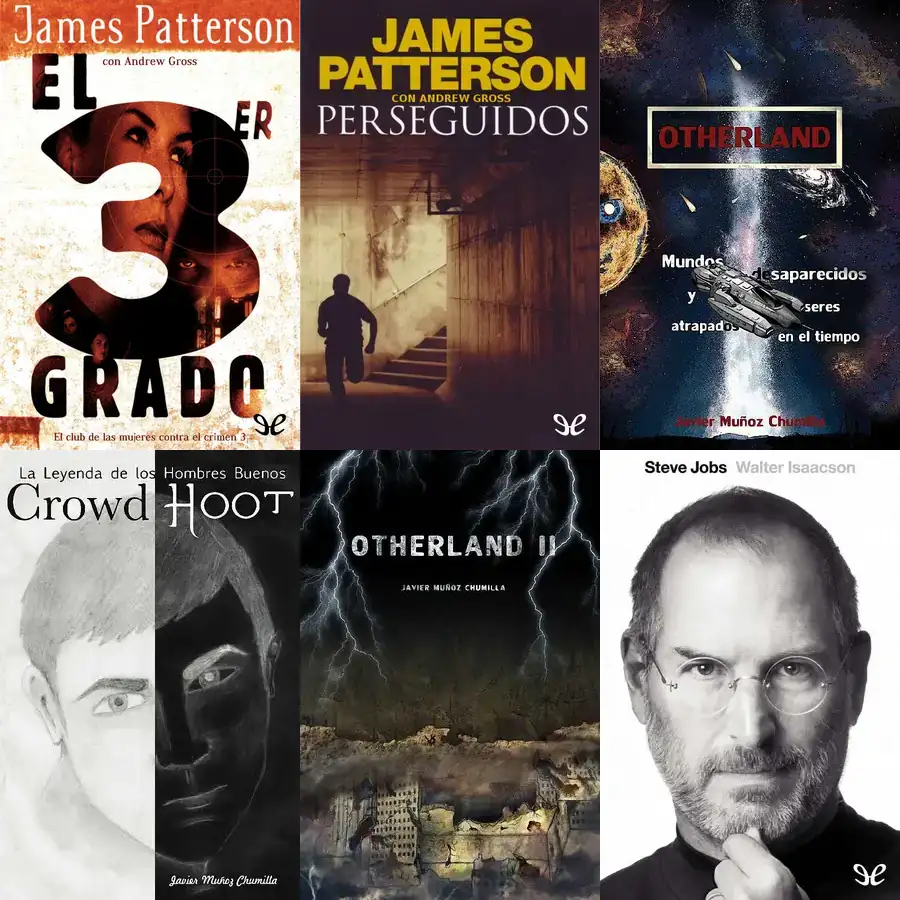 James Patterson
con Andrew Gross
EL
3
ER
GRADO
El club de las mujeres contra el crimen 3
JAMES
PATTERSON
CON ANDREW GROSS
PERSEGUIDOS
OTHERLAND
Mundos desaparecidos
y seres
atrapados en el tiempo
Javier Muñoz Chumilla
La Leyenda de los Hombres Buenos
Crowd HOOT
Javier Muñoz Chumilla
OTHERLAND II
JAVIER MUÑOZ CHUMILLA
Steve Jobs Walter Isaacson